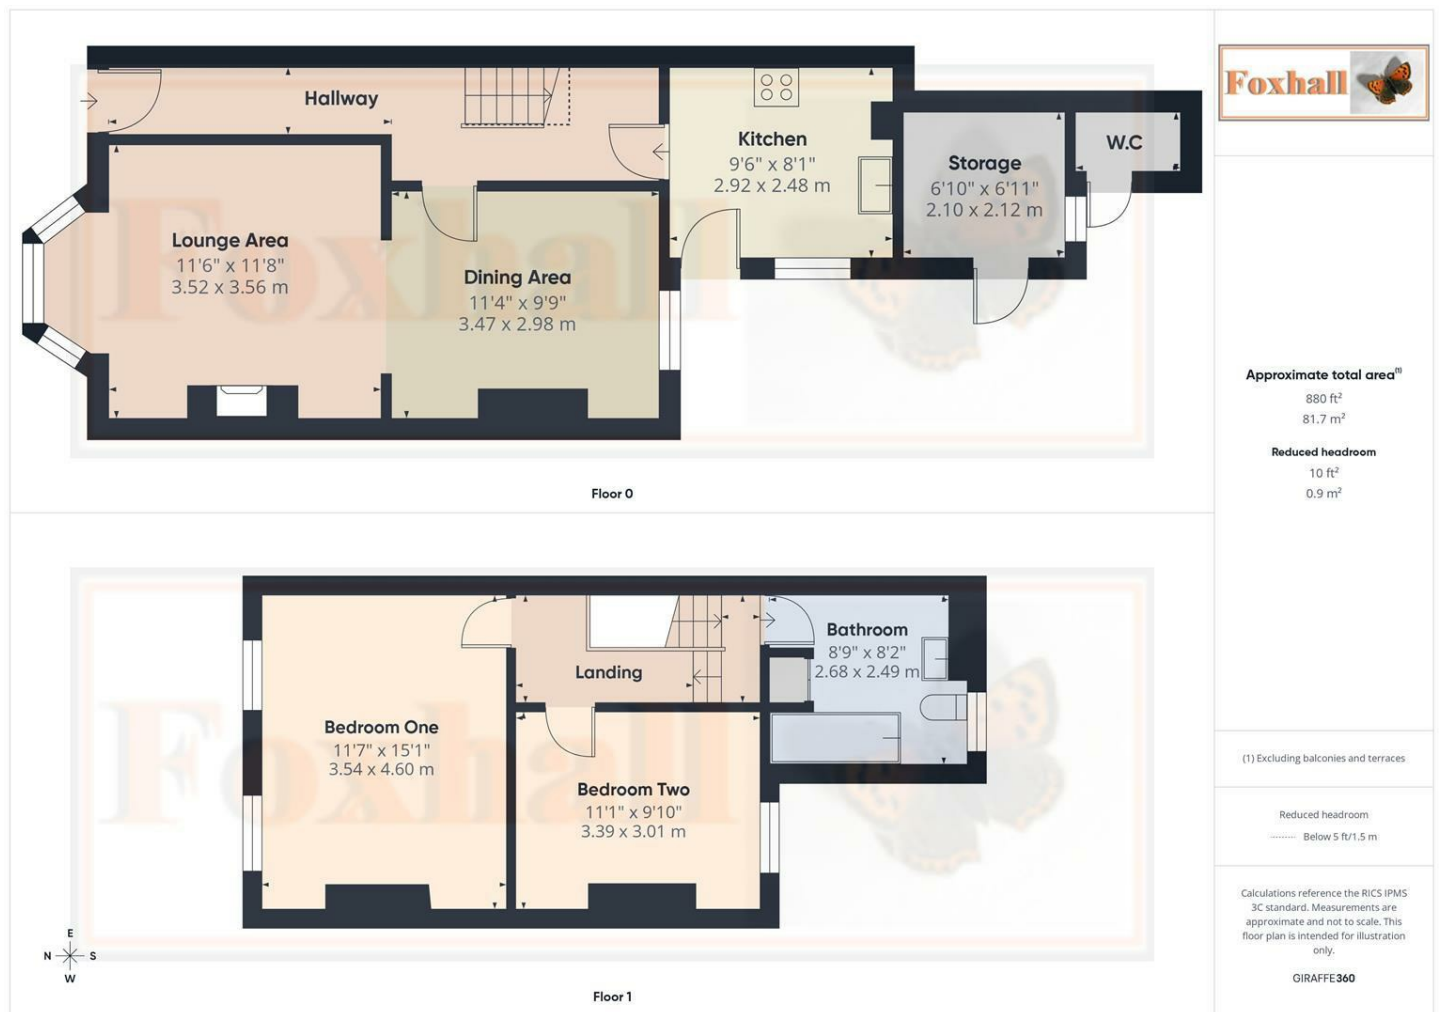 Hallway
Kitchen
9'6" x 8'1"
2.92 x 2.48 m
Storage
6'10" x 6'11"
2.10 x 2.12 m
W.C
Lounge Area
11'6" x 11'8"
3.52 x 3.56 m
Dining Area
11'4" x 9'9"
3.47 x 2.98 m
Foxhall
Floor 0
Bathroom
8'9" x 8'2"
2.68 x 2.49 m
Landing
Bedroom One
11'7" x 15'1"
3.54 x 4.60 m
Bedroom Two
11'1" x 9'10"
3.39 x 3.01 m
Foxhall
E
N S
W
Floor 1
Foxhall
Approximate total area(1)
880 ft²
81.7 m²
Reduced headroom
10 ft²
0.9 m²
(1) Excluding balconies and terraces
Reduced headroom
Below 5 ft/1.5 m
Calculations reference the RICS IPMS
3C standard. Measurements are
approximate and not to scale. This
floor plan is intended for illustration
only.
GIRAFFE360